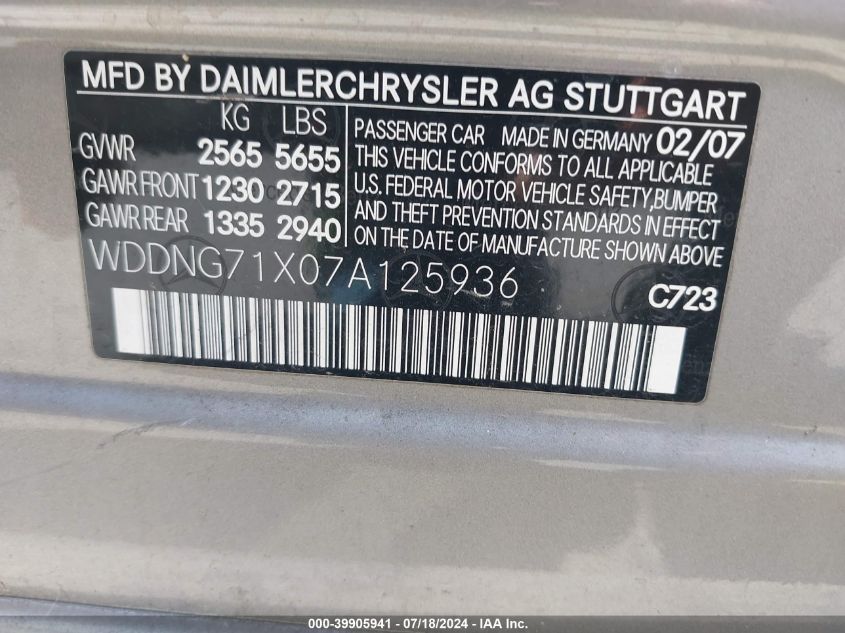 MFD BY DAIMLERCHRYSLER AG STUTTGART
KG LBS
GVWR 2565 5655
GAWR FRONT 1230 2715
GAWR REAR 1335 2940
PASSENGER CAR MADE IN GERMANY 02/07
THIS VEHICLE CONFORMS TO ALL APPLICABLE
U.S. FEDERAL MOTOR VEHICLE SAFETY,BUMPER
AND THEFT PREVENTION STANDARDS IN EFFECT
ON THE DATE OF MANUFACTURE SHOWN ABOVE
WDDNG71X07A125936
C723
000-39905941 / 07/18/2024 - IAA Inc.